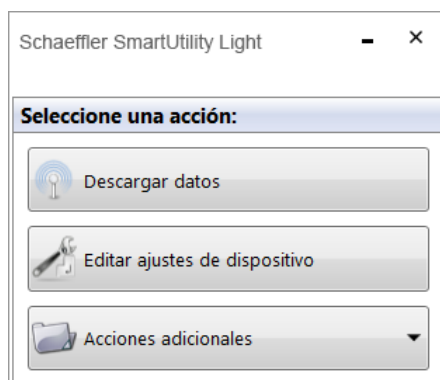 Schaeffler SmartUtility Light
Seleccione una acción:
Descargar datos
Editar ajustes de dispositivo
Acciones adicionales